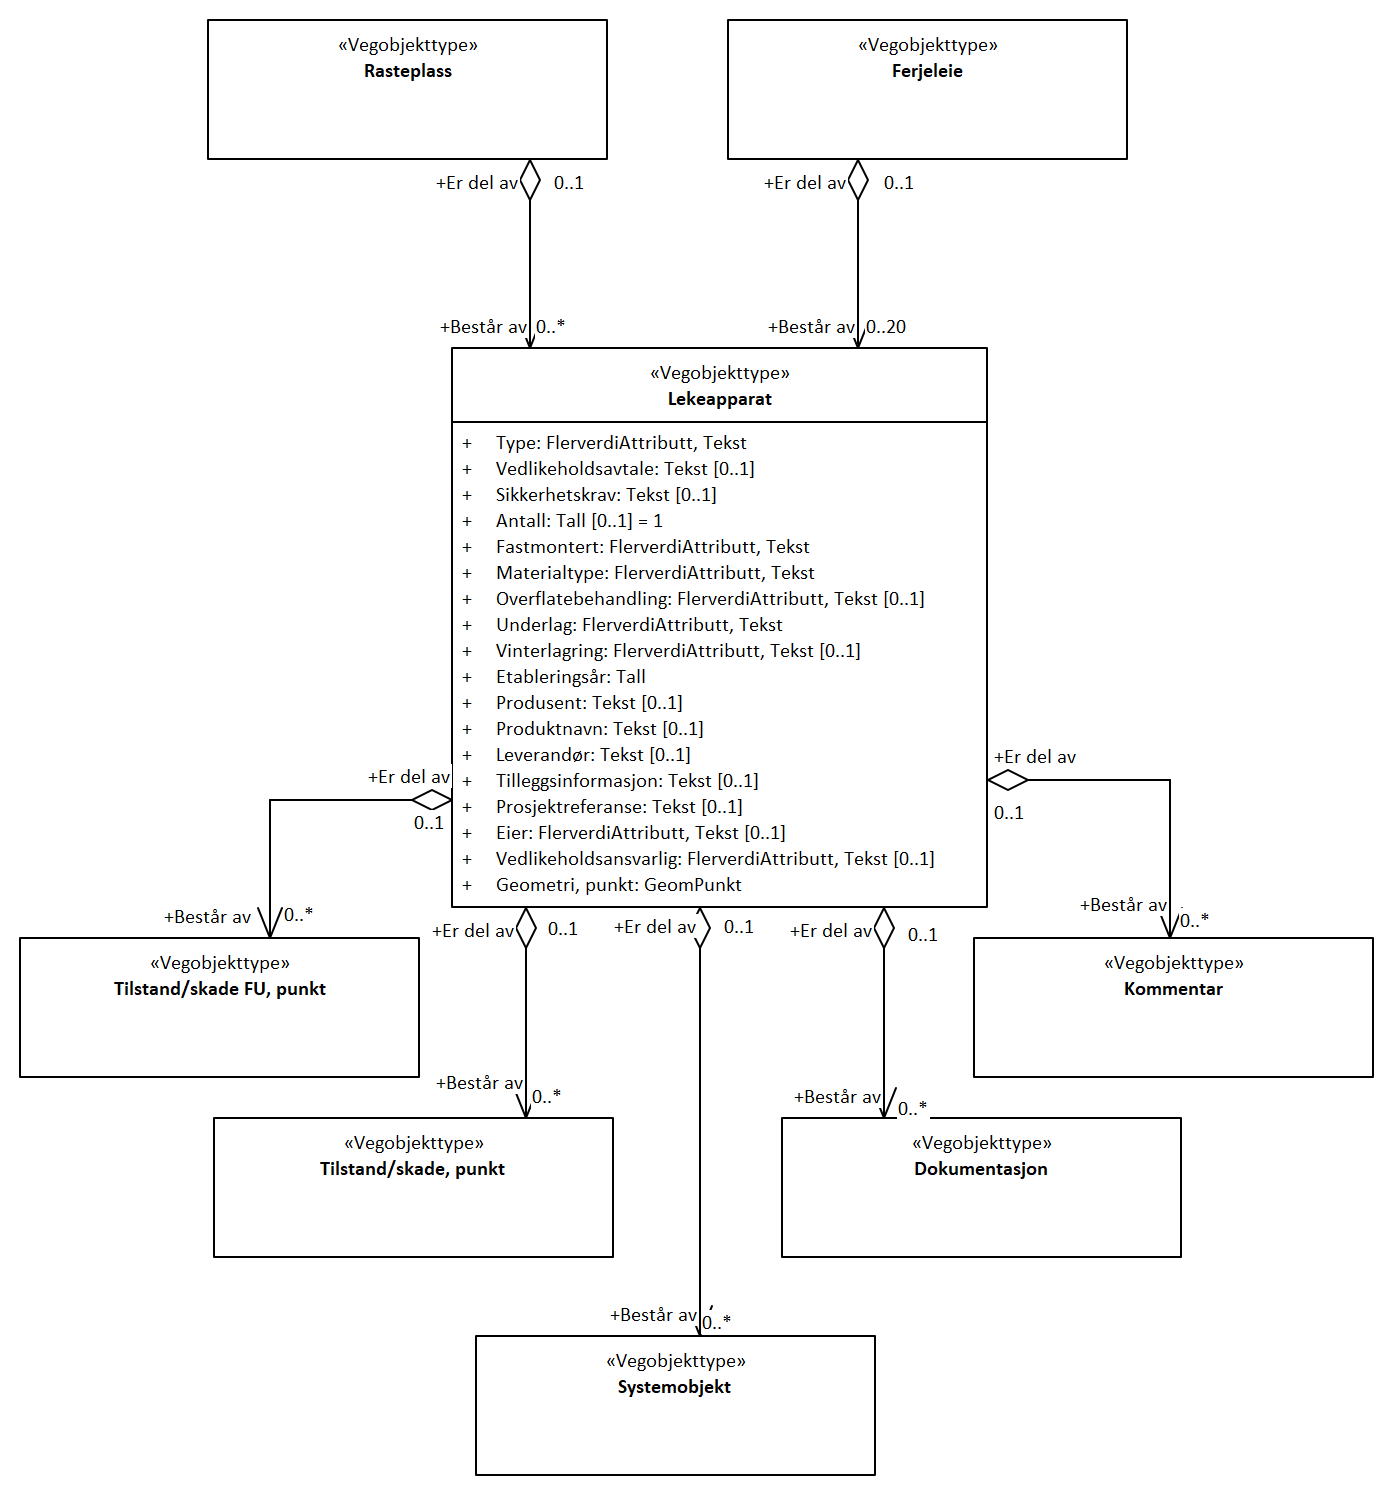 «Vegobjekttype»
Rasteplass
«Vegobjekttype»
Ferjeleie
+Er del av
0..1
+Er del av
0..1
+Består av
0..*
+Består av
0..20
«Vegobjekttype»
Lekeapparat
+ Type: FlerverdiAttributt, Tekst
+ Vedlikeholdsavtale: Tekst [0..1]
+ Sikkerhetskrav: Tekst [0..1]
+ Antall: Tall [0..1] = 1
+ Fastmontert: FlerverdiAttributt, Tekst
+ Materialtype: FlerverdiAttributt, Tekst
+ Overflatebehandling: FlerverdiAttributt, Tekst [0..1]
+ Underlag: FlerverdiAttributt, Tekst
+ Vinterlagring: FlerverdiAttributt, Tekst [0..1]
+ Etableringsår: Tall
+ Produsent: Tekst [0..1]
+ Produktnavn: Tekst [0..1]
+ Leverandør: Tekst [0..1]
+ Tilleggsinformasjon: Tekst [0..1]
+ Prosjektreferanse: Tekst [0..1]
+ Eier: FlerverdiAttributt, Tekst [0..1]
+ Vedlikeholdsansvarlig: FlerverdiAttributt, Tekst [0..1]
+ Geometri, punkt: GeomPunkt
+Er del av
0..1
+Er del av
0..1
+Består av
0..*
+Er del av
0..1
+Er del av
0..1
+Er del av
0..1
+Består av
0..*
«Vegobjekttype»
Tilstand/skade FU, punkt
«Vegobjekttype»
Kommentar
+Består av
0..*
+Består av
0..*
«Vegobjekttype»
Tilstand/skade, punkt
«Vegobjekttype»
Dokumentasjon
+Består av
0..*
«Vegobjekttype»
Systemobjekt